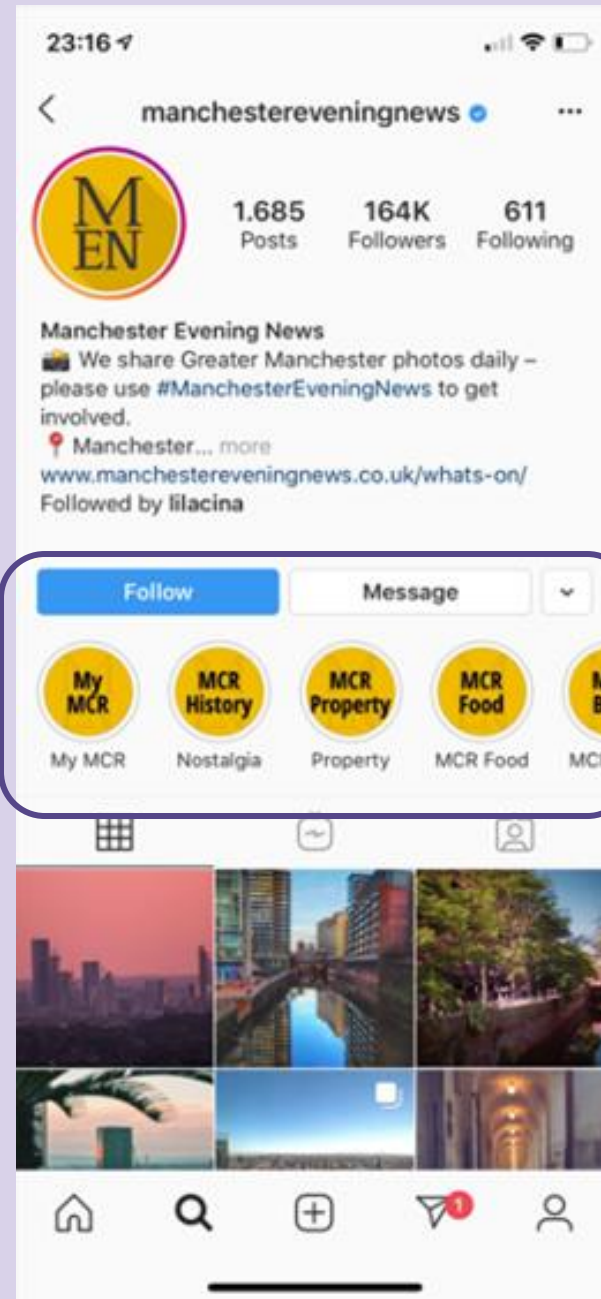 23:16
manchestereveningnews
M
EN
1.685 164K 611
Posts Followers Following
Manchester Evening News
📸 We share Greater Manchester photos daily –
please use #ManchesterEveningNews to get
involved.
📍 Manchester... more
www.manchestereveningnews.co.uk/whats-on/
Followed by lilacina
Follow Message
My
MCR
MCR
History
MCR
Property
MCR
Food
My MCR Nostalgia Property MCR Food
1